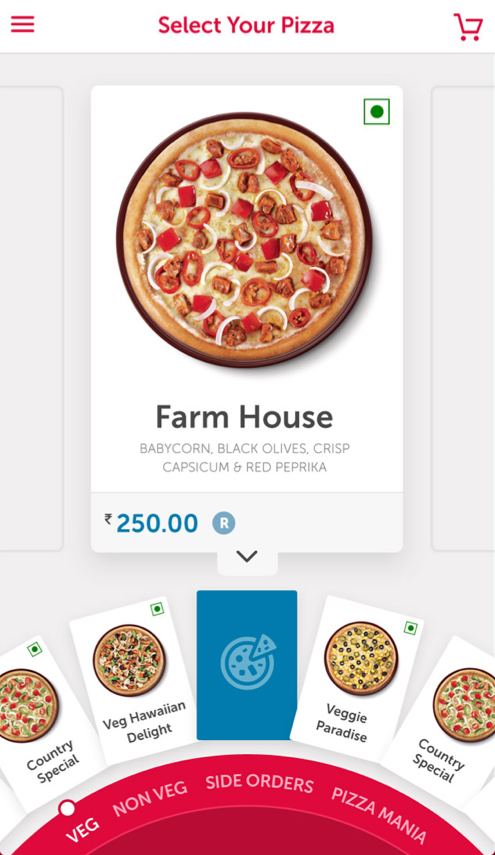 Select Your Pizza
Farm House
BABYCORN, BLACK OLIVES, CRISP
CAPSICUM & RED PEPRIKA
₹ 250.00 R
Country
Special
Veg Hawaiian
Delight
Veggie
Paradise
Country
Special
VEG NON VEG SIDE ORDERS PIZZA MANIA